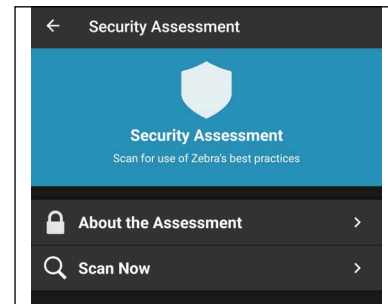 Security Assessment
Security Assessment
Scan for use of Zebra's best practices
About the Assessment
Scan Now